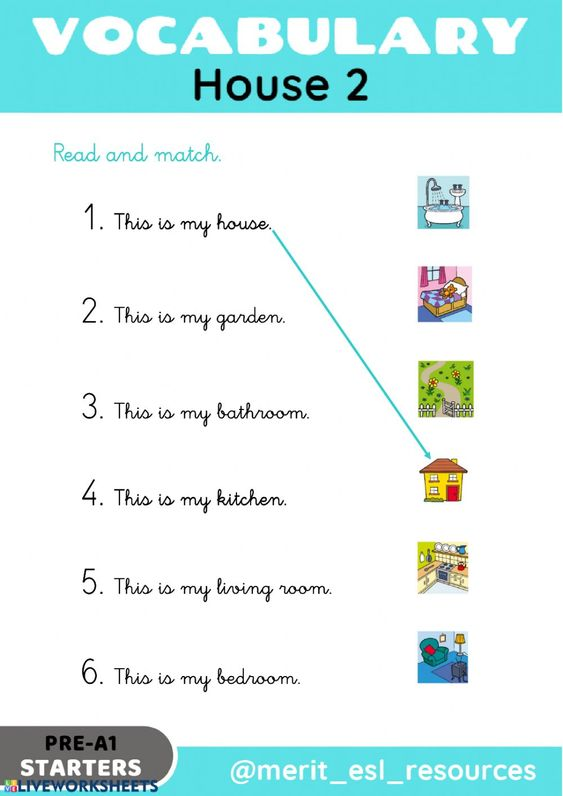 VOCABULARY
House 2
Read and match.
1. This is my house.
2. This is my garden.
3. This is my bathroom.
4. This is my kitchen.
5. This is my living room.
6. This is my bedroom.
PRE-A1
STARTERS
LIVEWORKSHEETS
@merit_esl_resources